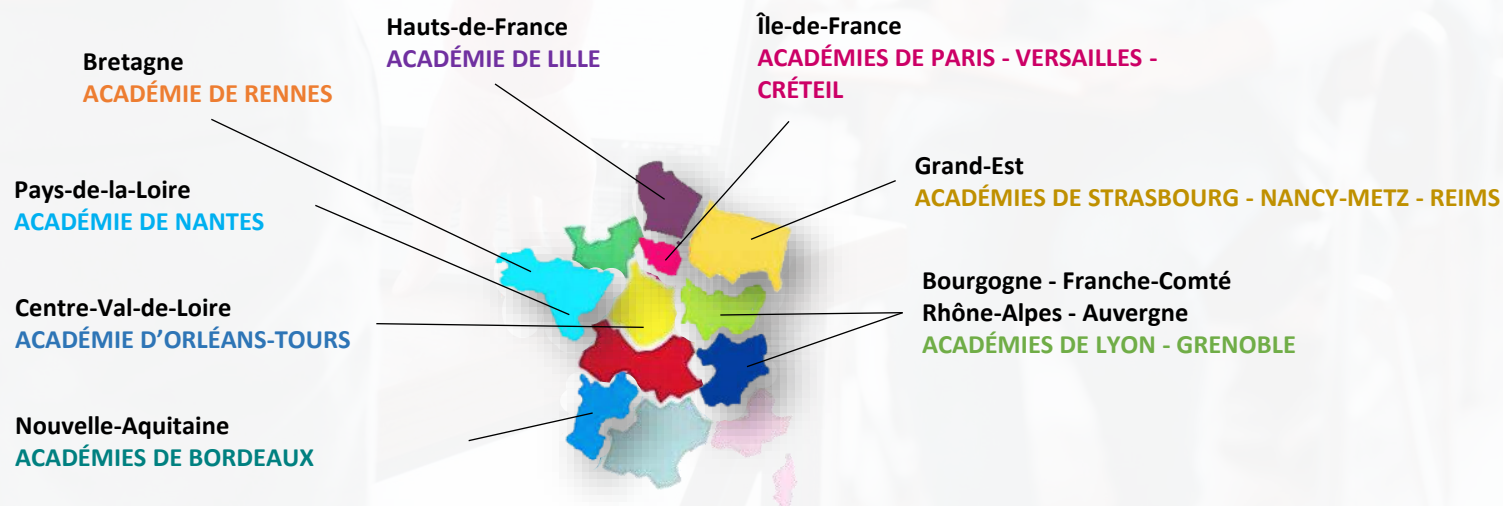 Hauts-de-France
ACADÉMIE DE LILLE
Île-de-France
ACADÉMIES DE PARIS - VERSAILLES -
CRÉTEIL
Bretagne
ACADÉMIE DE RENNES
Grand-Est
ACADÉMIES DE STRASBOURG - NANCY-METZ - REIMS
Pays-de-la-Loire
ACADÉMIE DE NANTES
Bourgogne - Franche-Comté
Rhône-Alpes - Auvergne
ACADÉMIES DE LYON - GRENOBLE
Centre-Val-de-Loire
ACADÉMIE D’ORLÉANS-TOURS
Nouvelle-Aquitaine
ACADÉMIES DE BORDEAUX